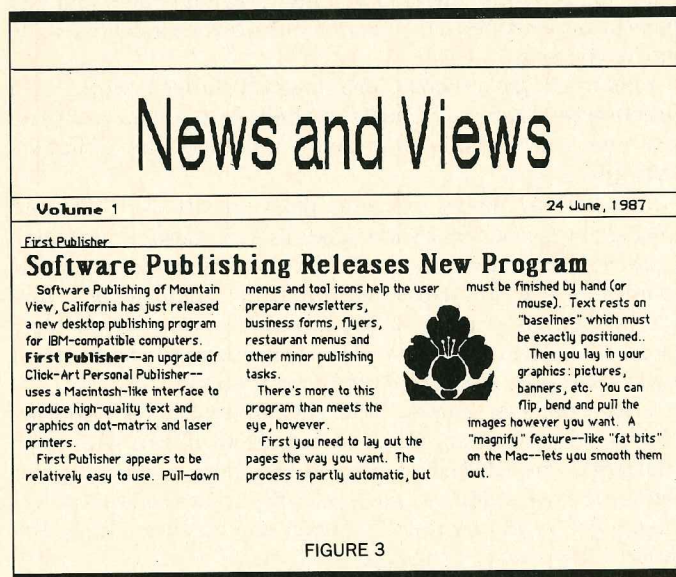 News and Views
Volume 1
24 June, 1987
First Publisher
Software Publishing Releases New Program
Software Publishing of Mountain
View, California has just released
a new desktop publishing program
for IBM-compatible computers.
First Publisher--an upgrade of
Click-Art Personal Publisher--
uses a Macintosh-like interface to
produce high-quality text and
graphics on dot-matrix and laser
printers.
First Publisher appears to be
relatively easy to use. Pull-down
menus and tool icons help the user
prepare newsletters,
business forms, flyers,
restaurant menus and
other minor publishing
tasks.
There's more to this
program than meets the
eye, however.
First you need to lay out the
pages the way you want. The
process is partly automatic, but
must be finished by hand (or
mouse). Text rests on
"baselines" which must
be exactly positioned..
Then you lay in your
graphics: pictures,
banners, etc. You can
flip, bend and pull the
images however you want. A
"magnify" feature--like "fat bits"
on the Mac--lets you smooth them
out.
FIGURE 3